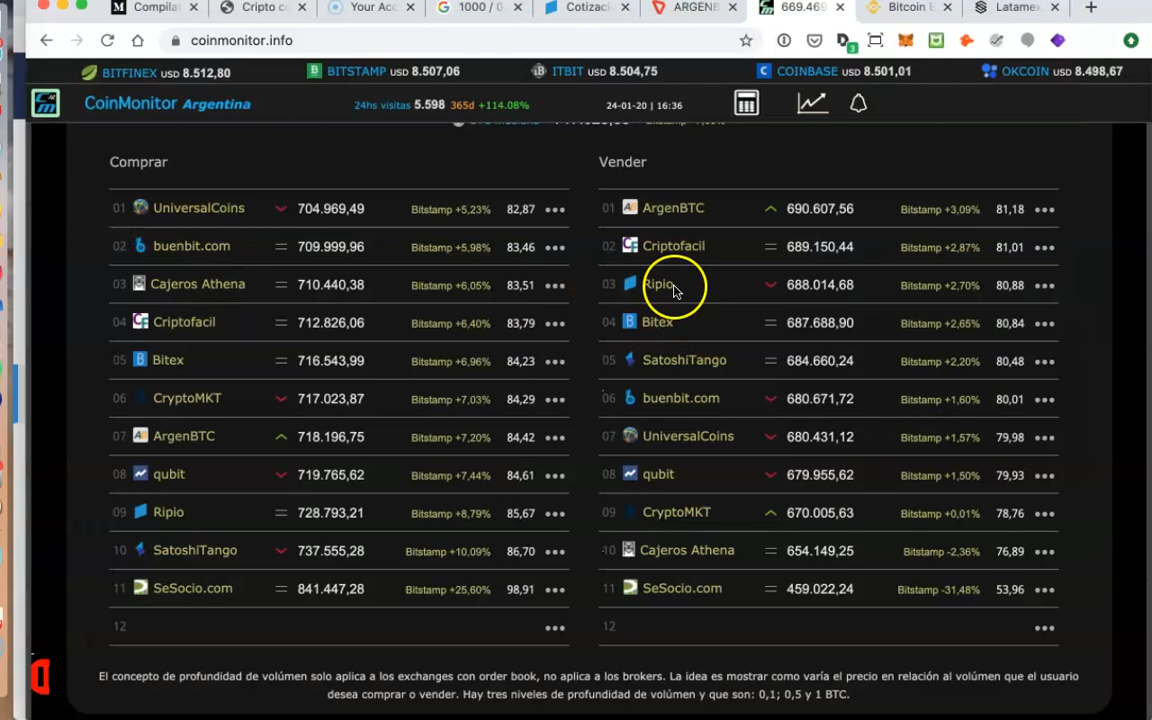 Compilat
Cripto c
Your Acc
1000 / 0
Cotizaci
ARGENB
669.469
Bitcoin E
Latamex
coinmonitor.info
3
BITFINEX USD 8.512,80
BITSTAMP USD 8.507,06
ITBIT USD 8.504,75
COINBASE USD 8.501,01
OKCOIN USD 8.498,67
CoinMonitor Argentina
24hs visitas 5.598 365d +114.08%
24-01-20 | 16:36
Comprar
01 UniversalCoins 704.969,49 Bitstamp +5,23% 82,87
02 buenbit.com 709.999,96 Bitstamp +5,98% 83,46
03 Cajeros Athena 710.440,38 Bitstamp +6,05% 83,51
04 Criptofacil 712.826,06 Bitstamp +6,40% 83,79
05 Bitex 716.543,99 Bitstamp +6,96% 84,23
06 CryptoMKT 717.023,87 Bitstamp +7,03% 84,29
07 ArgenBTC 718.196,75 Bitstamp +7,20% 84,42
08 qubit 719.765,62 Bitstamp +7,44% 84,61
09 Ripio 728.793,21 Bitstamp +8,79% 85,67
10 SatoshiTango 737.555,28 Bitstamp +10,09% 86,70
11 SeSocio.com 841.447,28 Bitstamp +25,60% 98,91
12
Vender
01 ArgenBTC 690.607,56 Bitstamp +3,09% 81,18
02 Criptofacil 689.150,44 Bitstamp +2,87% 81,01
03 Ripio 688.014,68 Bitstamp +2,70% 80,88
04 Bitex 687.688,90 Bitstamp +2,65% 80,84
05 SatoshiTango 684.660,24 Bitstamp +2,20% 80,48
06 buenbit.com 680.671,72 Bitstamp +1,60% 80,01
07 UniversalCoins 680.431,12 Bitstamp +1,57% 79,98
08 qubit 679.955,62 Bitstamp +1,50% 79,93
09 CryptoMKT 670.005,63 Bitstamp +0,01% 78,76
10 Cajeros Athena 654.149,25 Bitstamp -2,36% 76,89
11 SeSocio.com 459.022,24 Bitstamp -31,48% 53,96
12
El concepto de profundidad de volúmen solo aplica a los exchanges con order book, no aplica a los brokers. La idea es mostrar como varía el precio en relación al volúmen que el usuario
desea comprar o vender. Hay tres niveles de profundidad de volúmen y que son: 0,1; 0,5 y 1 BTC.